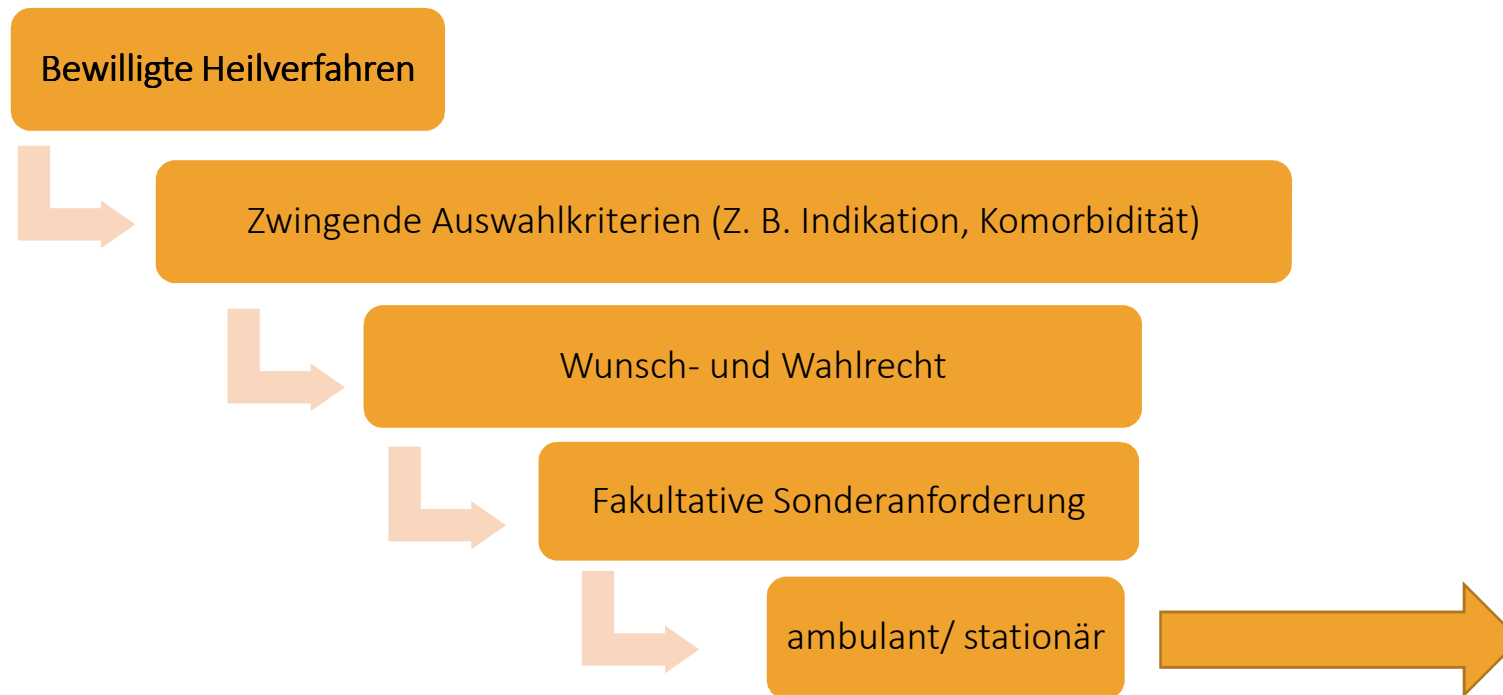 Bewilligte Heilverfahren
Zwingende Auswahlkriterien (Z. B. Indikation, Komorbidität)
Wunsch- und Wahlrecht
Fakultative Sonderanforderung
ambulant/ stationär